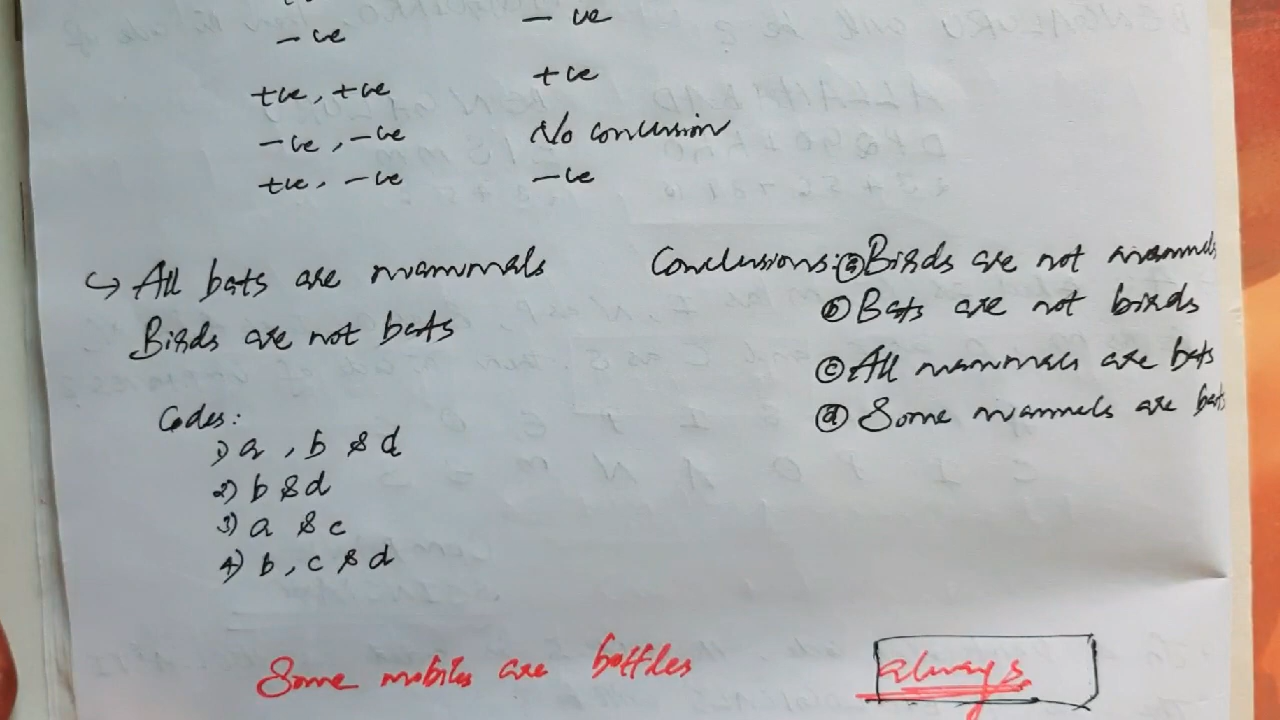 -ve -ve
+ve, +ve +ve
-ve, -ve No conclusion
+ve, -ve -ve
↪ All bats are mammals
Birds are not bats
Conclusions: ⓐ Birds are not mammals
ⓑ Bats are not birds
ⓒ All mammals are bats
ⓓ Some mammals are bats
Codes:
1) a, b & d
2) b & d
3) a & c
4) b, c & d
Some mobiles are bottles
always